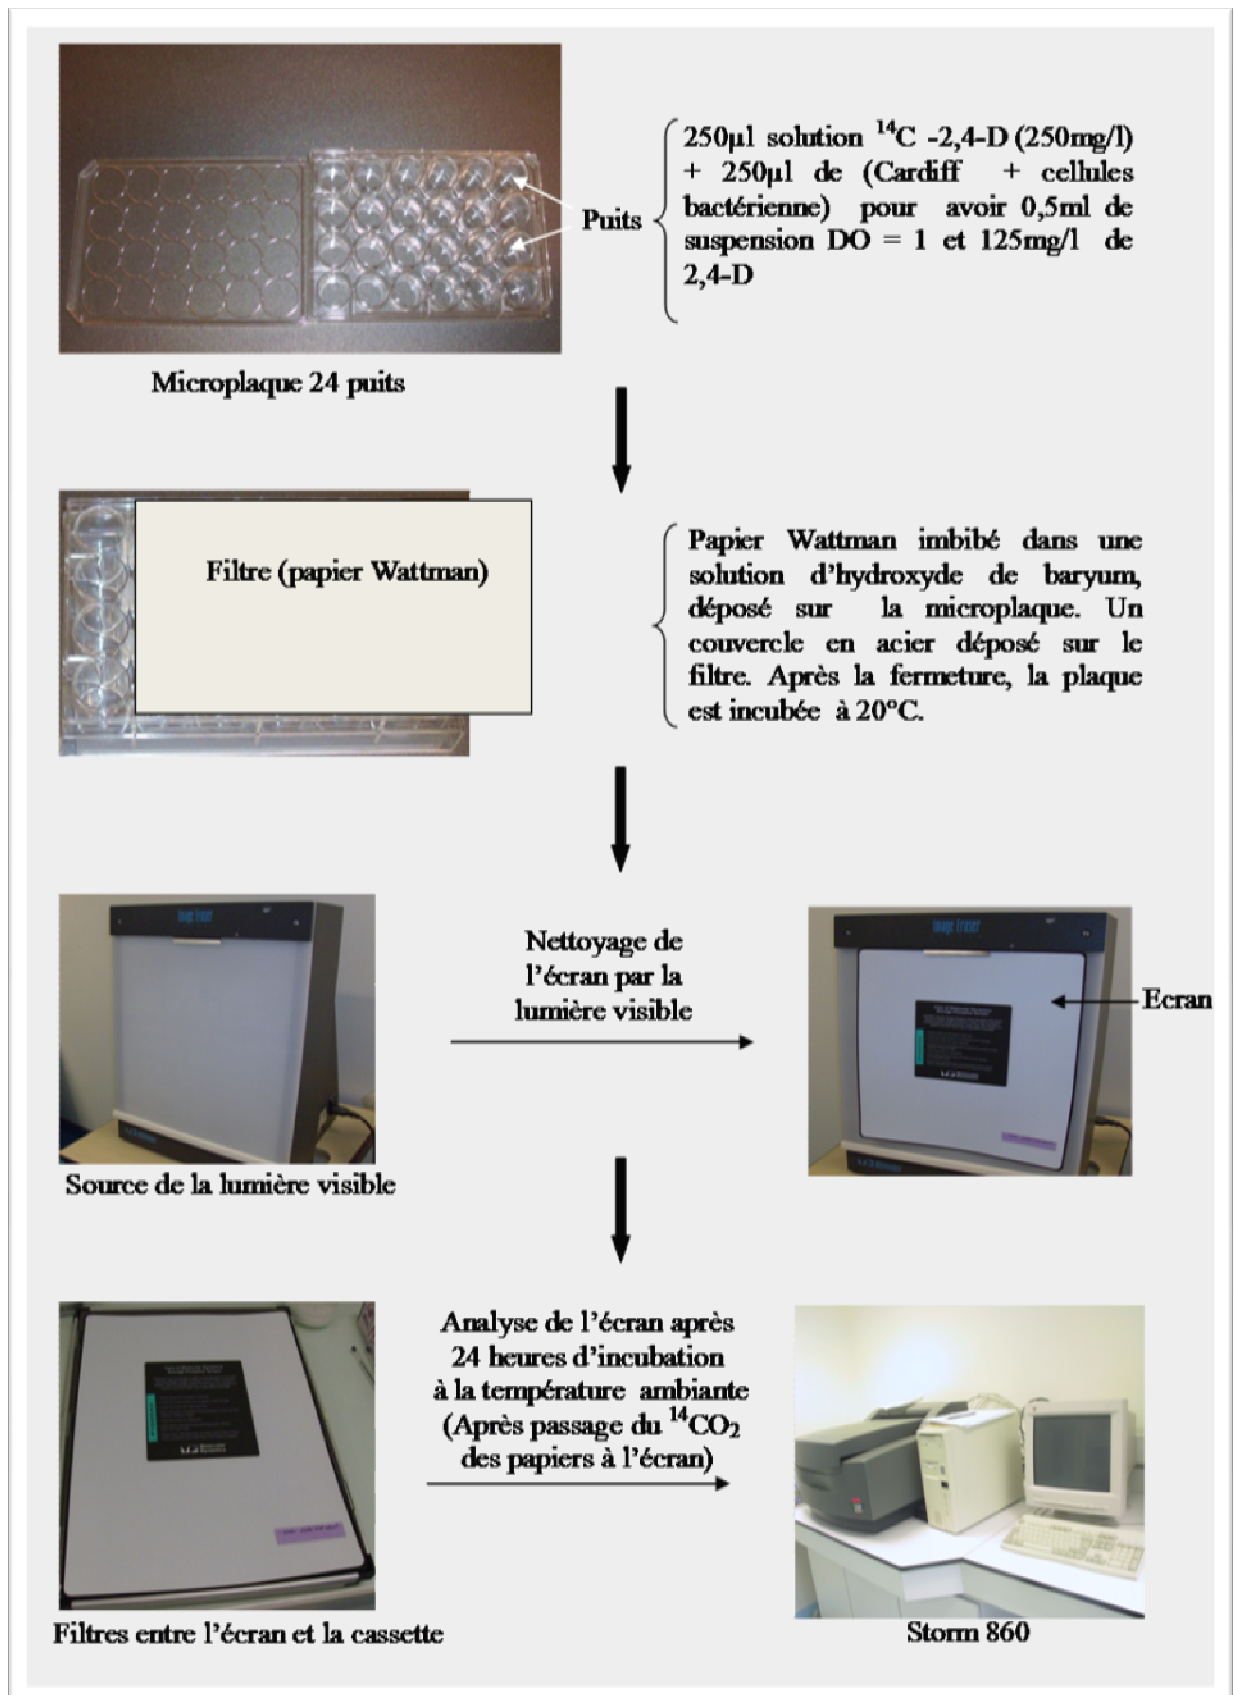 250µl solution ¹⁴C -2,4-D (250mg/l)
+ 250µl de (Cardiff + cellules
bactérienne) pour avoir 0,5ml de
suspension DO = 1 et 125mg/l de
2,4-D
Puits
Microplaque 24 puits
Filtre (papier Wattman)
Papier Wattman imbibé dans une
solution d'hydroxyde de baryum,
déposé sur la microplaque. Un
couvercle en acier déposé sur le
filtre. Après la fermeture, la plaque
est incubée à 20°C.
Image Eraser
Nettoyage de
l'écran par la
lumière visible
Image Eraser
Ecran
Source de la lumière visible
Analyse de l'écran après
24 heures d'incubation
à la température ambiante
(Après passage du ¹⁴CO₂
des papiers à l'écran)
Filtres entre l'écran et la cassette
Storm 860